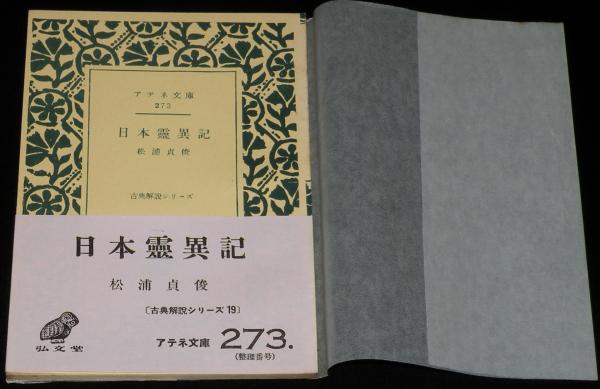 アテネ文庫
273
日本靈異記
松浦貞俊
古典解説シリーズ
日本靈異記
松浦貞俊
〔古典解説シリーズ19〕
弘文堂
アテネ文庫 273.
(整理番号)